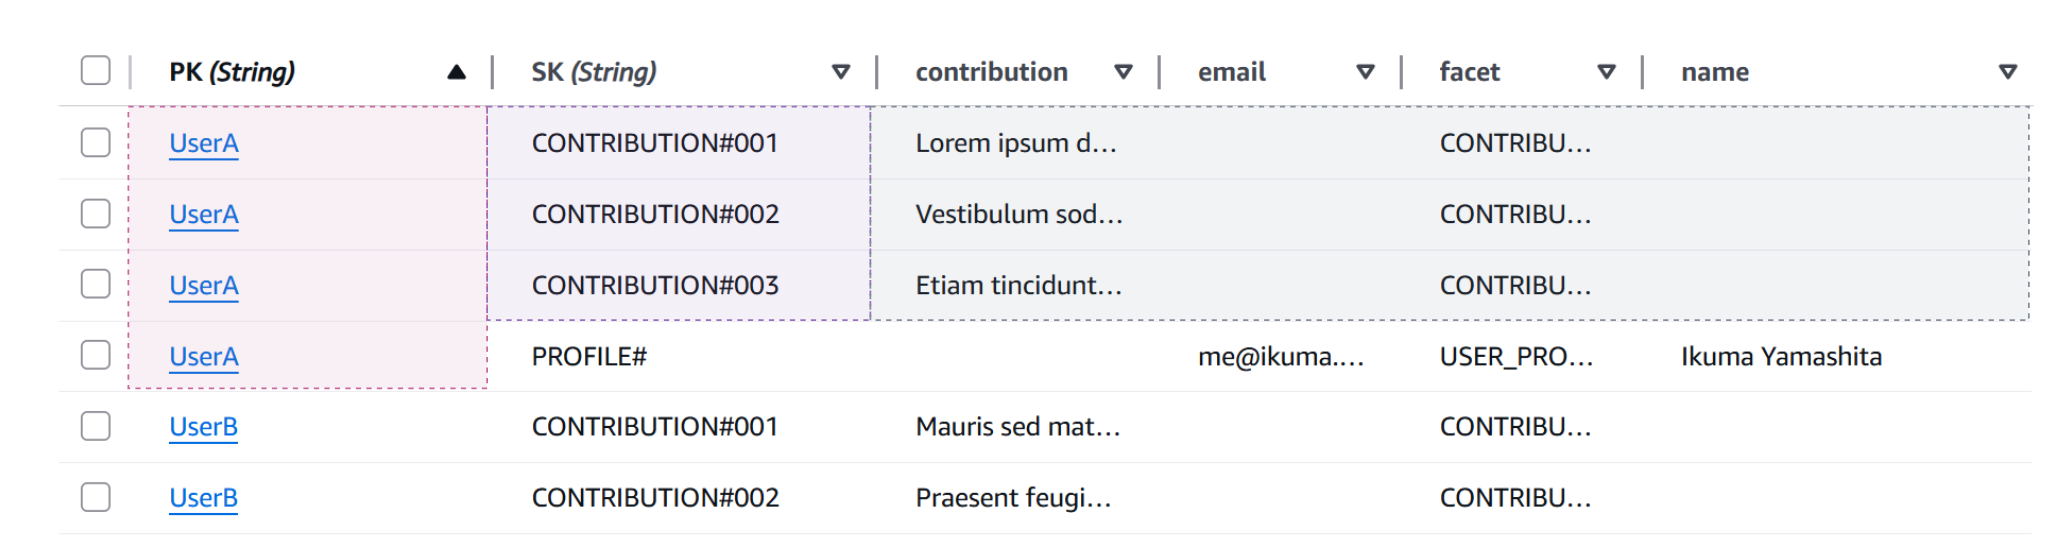 PK (String) SK (String) contribution email facet name
UserA CONTRIBUTION#001 Lorem ipsum d... CONTRIBU...
UserA CONTRIBUTION#002 Vestibulum sod... CONTRIBU...
UserA CONTRIBUTION#003 Etiam tincidunt... CONTRIBU...
UserA PROFILE# me@ikuma.... USER_PRO... Ikuma Yamashita
UserB CONTRIBUTION#001 Mauris sed mat... CONTRIBU...
UserB CONTRIBUTION#002 Praesent feugi... CONTRIBU...